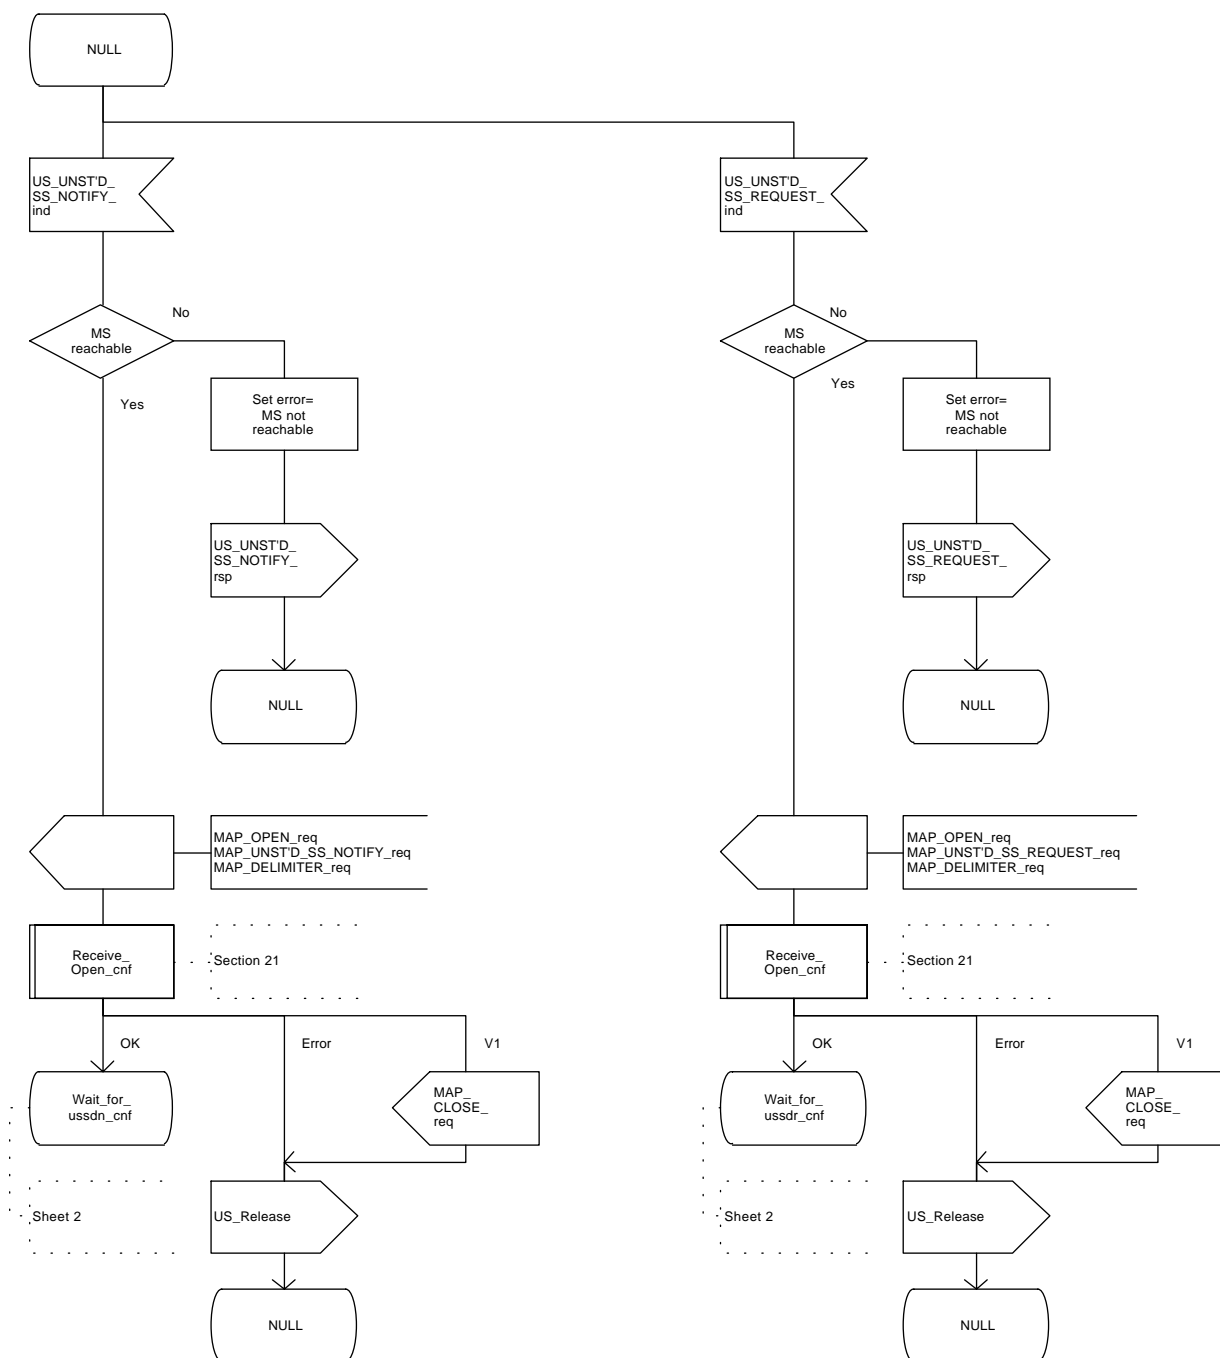 NULL
US_UNST'D_
SS_NOTIFY_
ind
US_UNST'D_
SS_REQUEST_
ind
MS
reachable
No
Yes
MS
reachable
No
Yes
Set error=
MS not
reachable
Set error=
MS not
reachable
US_UNST'D_
SS_NOTIFY_
rsp
US_UNST'D_
SS_REQUEST_
rsp
NULL
NULL
MAP_OPEN_req
MAP_UNST'D_SS_NOTIFY_req
MAP_DELIMITER_req
MAP_OPEN_req
MAP_UNST'D_SS_REQUEST_req
MAP_DELIMITER_req
Receive_
Open_cnf
Section 21
Receive_
Open_cnf
Section 21
OK
Error
V1
OK
Error
V1
Wait_for_
ussdn_cnf
MAP_
CLOSE_
req
Wait_for_
ussdr_cnf
MAP_
CLOSE_
req
Sheet 2
US_Release
Sheet 2
US_Release
NULL
NULL